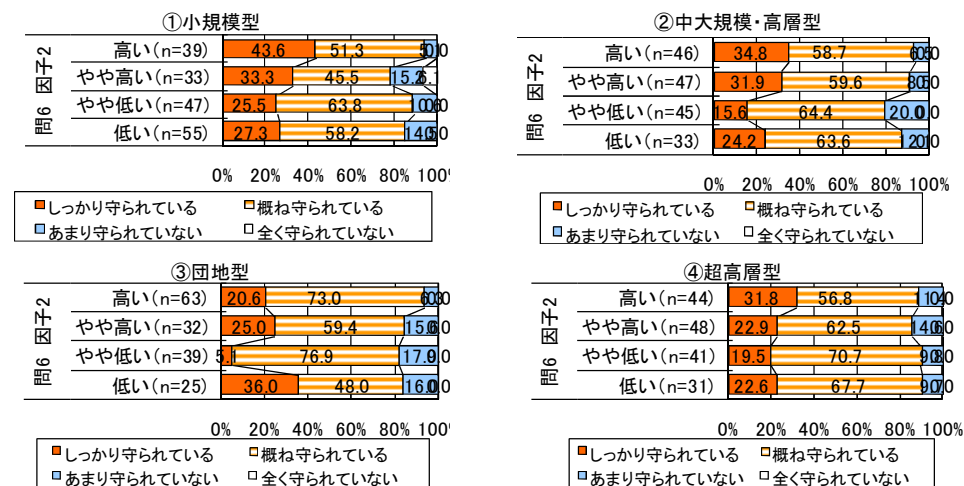 ①小規模型
問6 因子2
高い(n=39) 43.6 51.3
やや高い(n=33) 33.3 45.5 15.2 6.1
やや低い(n=47) 25.5 63.8
低い(n=55) 27.3 58.2 14.5
0% 20% 40% 60% 80%
しっかり守られている 概ね守られている
あまり守られていない 全く守られていない
②中大規模・高層型
問6 因子2
高い(n=46) 34.8 58.7
やや高い(n=47) 31.9 59.6
やや低い(n=45) 15.6 64.4 20.0 0.0
低い(n=33) 24.2 63.6
0% 20% 40% 60% 80% 100%
しっかり守られている 概ね守られている
あまり守られていない 全く守られていない
③団地型
問6 因子2
高い(n=63) 20.6 73.0
やや高い(n=32) 25.0 59.4
やや低い(n=39) 5.1 76.9 17.9
低い(n=25) 36.0 48.0 16.0 0.0
0% 20% 40% 60% 80% 100%
しっかり守られている 概ね守られている
あまり守られていない 全く守られていない
④超高層型
問6 因子2
高い(n=44) 31.8 56.8
やや高い(n=48) 22.9 62.5 14.6
やや低い(n=41) 19.5 70.7
低い(n=31) 22.6 67.7
0% 20% 40% 60% 80% 100%
しっかり守られている 概ね守られている
あまり守られていない 全く守られていない